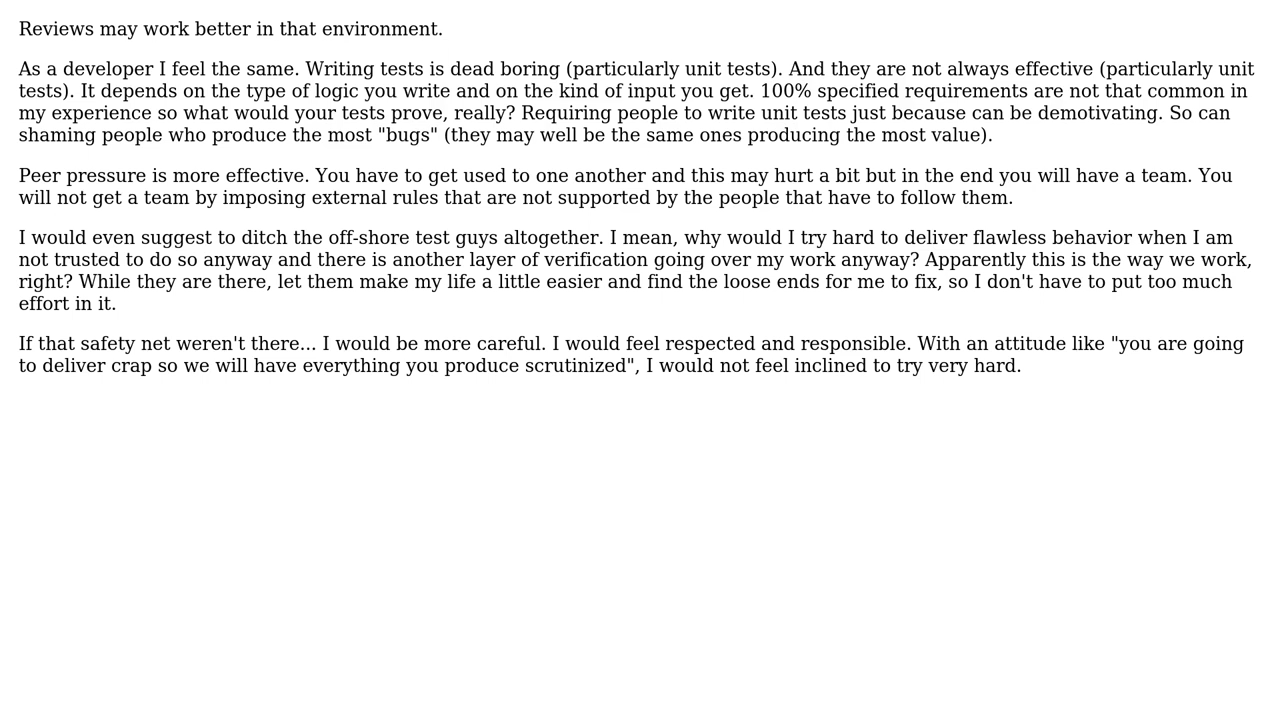 Reviews may work better in that environment.
As a developer I feel the same. Writing tests is dead boring (particularly unit tests). And they are not always effective (particularly unit
tests). It depends on the type of logic you write and on the kind of input you get. 100% specified requirements are not that common in
my experience so what would your tests prove, really? Requiring people to write unit tests just because can be demotivating. So can
shaming people who produce the most "bugs" (they may well be the same ones producing the most value).
Peer pressure is more effective. You have to get used to one another and this may hurt a bit but in the end you will have a team. You
will not get a team by imposing external rules that are not supported by the people that have to follow them.
I would even suggest to ditch the off-shore test guys altogether. I mean, why would I try hard to deliver flawless behavior when I am
not trusted to do so anyway and there is another layer of verification going over my work anyway? Apparently this is the way we work,
right? While they are there, let them make my life a little easier and find the loose ends for me to fix, so I don't have to put too much
effort in it.
If that safety net weren't there... I would be more careful. I would feel respected and responsible. With an attitude like "you are going
to deliver crap so we will have everything you produce scrutinized", I would not feel inclined to try very hard.